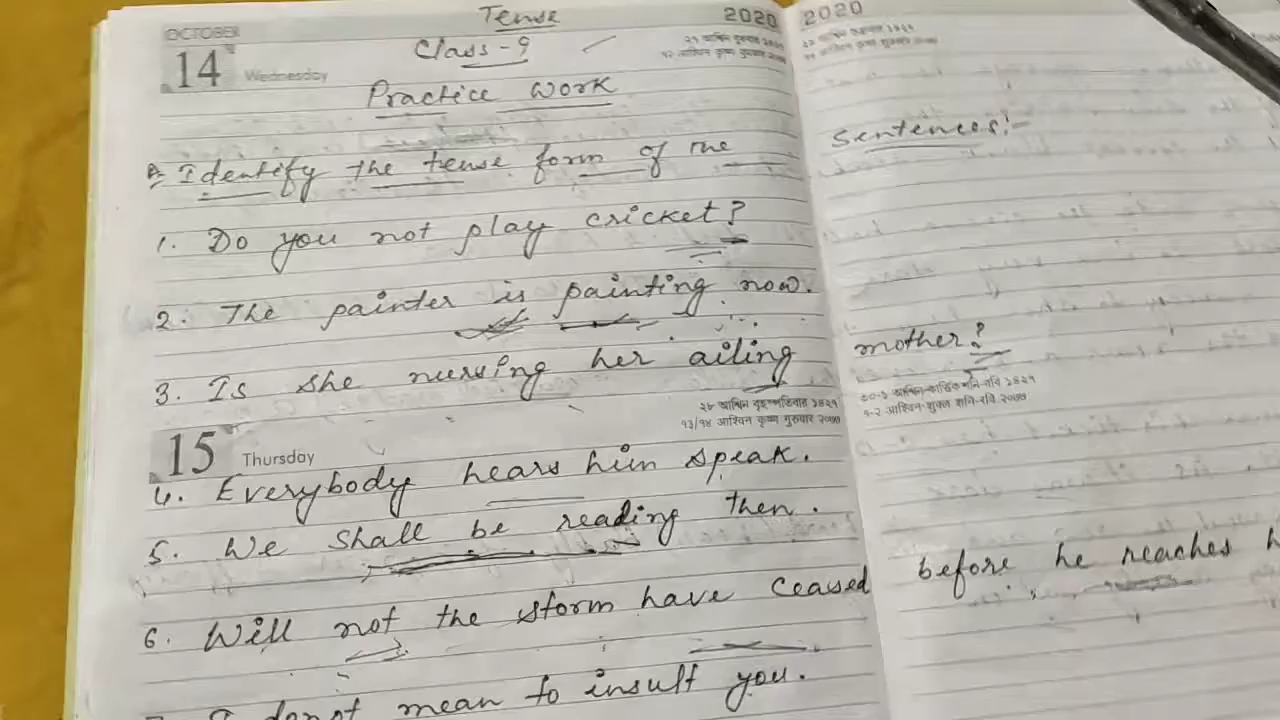 OCTOBER
Tense
2020
14 Wednesday
Class-9
Practice Work
Identify the tense form of the sentences:-
1. Do you not play cricket?
2. The painter is painting now.
3. Is she nursing her ailing mother?
15 Thursday
4. Everybody hears him speak.
5. We shall be reading then.
6. Will not the storm have ceased before he reaches
I donot mean to insult you.
2020